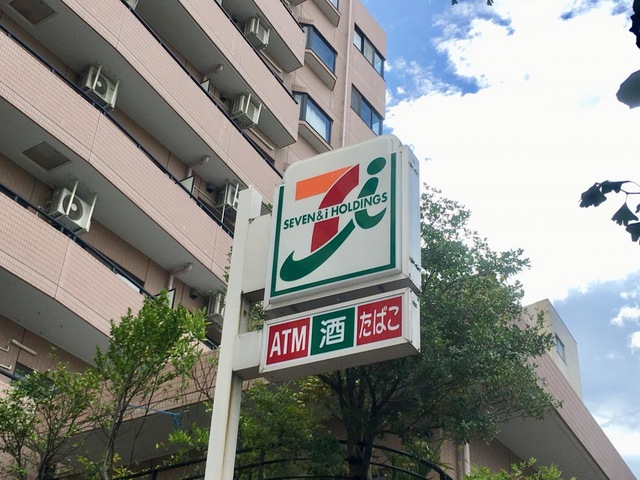 SEVEN&i HOLDINGS
ATM 酒 たばこ